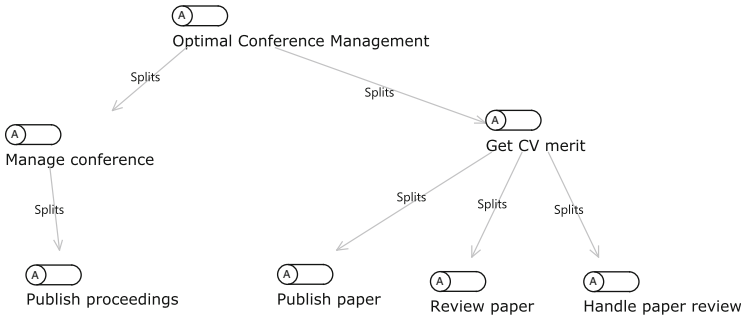 A
Optimal Conference Management
Splits
Splits
A
Get CV merit
A
Manage conference
Splits
Splits
Splits
Splits
A
Publish proceedings
A
Publish paper
A
Review paper
A
Handle paper review